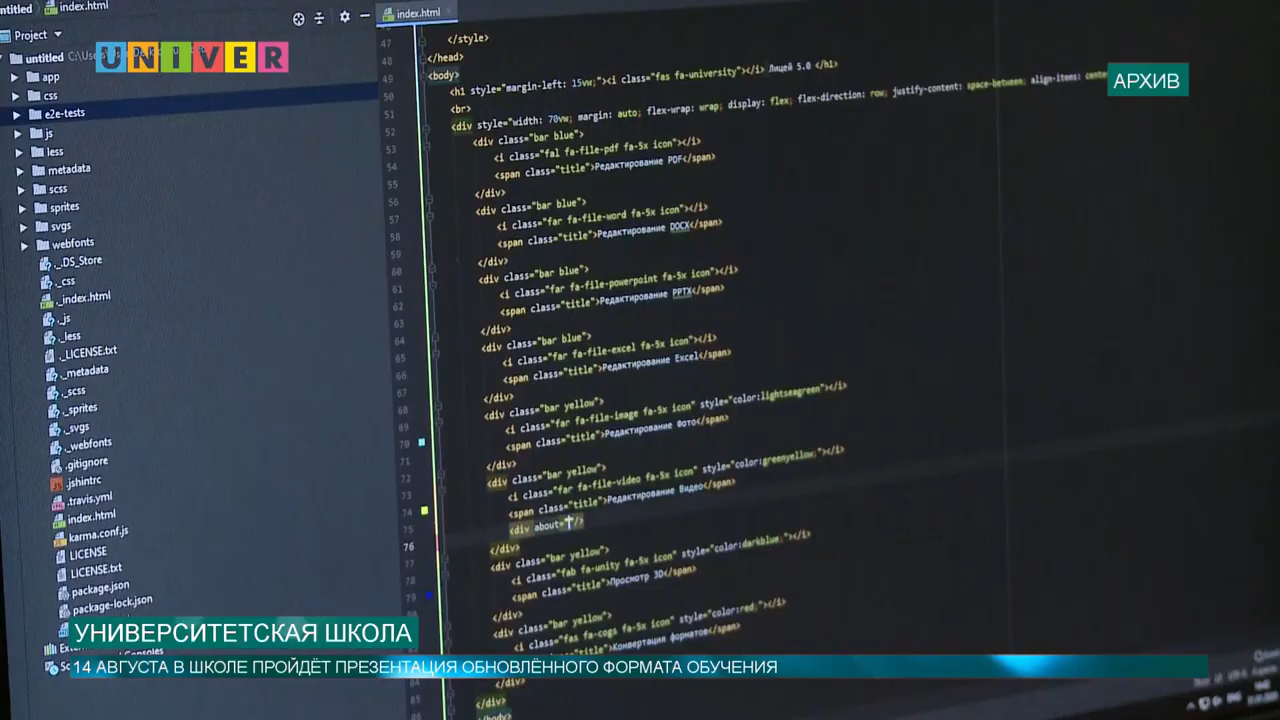 untitled
index.html
Project
untitled
app
css
e2e-tests
js
less
metadata
scss
sprites
svgs
webfonts
._.DS_Store
._css
._index.html
._js
._less
._LICENSE.txt
._metadata
._scss
._sprites
._svgs
._webfonts
.gitignore
.jshintrc
.travis.yml
index.html
karma.conf.js
LICENSE
LICENSE.txt
package.json
package-lock.json
UNIVER
АРХИВ
index.html
47 </style>
48 </head>
49 <body>
50 <h1 style="margin-left: 15vw;"><i class="fas fa-university"></i> Лицей 5.0 </h1>
51 <br>
52 <div style="width: 70vw; margin: auto; flex-wrap: wrap; display: flex; flex-direction: row; justify-content: space-between; align-items: cente
53 <div class="bar blue">
54 <i class="fal fa-file-pdf fa-5x icon"></i>
55 <span class="title">Редактирование PDF</span>
56 </div>
57 <div class="bar blue">
58 <i class="far fa-file-word fa-5x icon"></i>
59 <span class="title">Редактирование DOCX</span>
60 </div>
61 <div class="bar blue">
62 <i class="far fa-file-powerpoint fa-5x icon"></i>
63 <span class="title">Редактирование PPTX</span>
64 </div>
65 <div class="bar blue">
66 <i class="far fa-file-excel fa-5x icon"></i>
67 <span class="title">Редактирование Excel</span>
68 </div>
<div class="bar yellow">
70 <i class="far fa-file-image fa-5x icon" style="color:lightseagreen"></i>
71 <span class="title">Редактирование Фото</span>
72 </div>
73 <div class="bar yellow">
74 <i class="far fa-file-video fa-5x icon" style="color:greenyellow;"></i>
75 <span class="title">Редактирование Видео</span>
76 <div about=""/>
77 </div>
78 <div class="bar yellow">
79 <i class="fab fa-unity fa-5x icon" style="color:darkblue;"></i>
<span class="title">Просмотр 3D</span>
</div>
<div class="bar yellow">
<i class="fas fa-cogs fa-5x icon" style="color:red;"></i>
<span class="title">Конвертация форматов</span>
</div>
</div>
</body>
УНИВЕРСИТЕТСКАЯ ШКОЛА
14 АВГУСТА В ШКОЛЕ ПРОЙДЁТ ПРЕЗЕНТАЦИЯ ОБНОВЛЁННОГО ФОРМАТА ОБУЧЕНИЯ